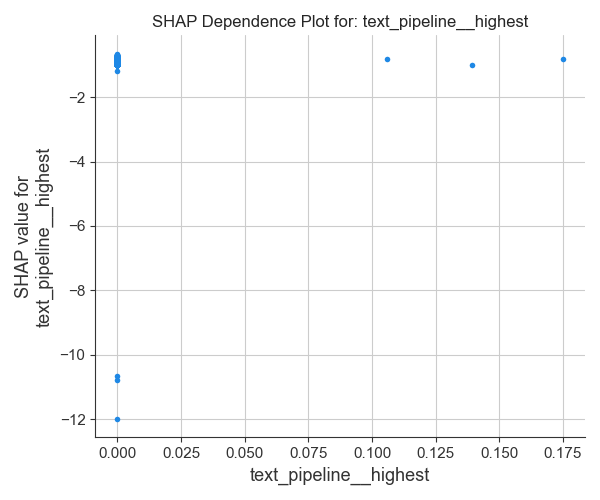 SHAP Dependence Plot for: text_pipeline__highest
SHAP value for
text_pipeline__highest
−2
−4
−6
−8
−10
−12
0.000 0.025 0.050 0.075 0.100 0.125 0.150 0.175
text_pipeline__highest